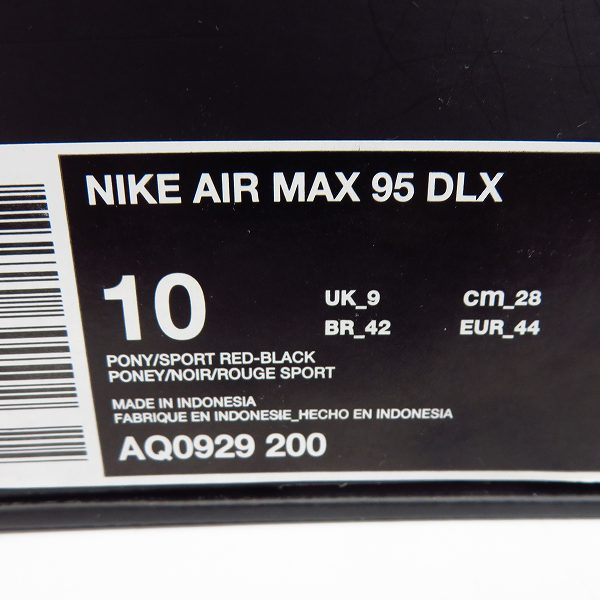 NIKE AIR MAX 95 DLX
10
UK_9 cm_28
BR_42 EUR_44
PONY/SPORT RED-BLACK
PONEY/NOIR/ROUGE SPORT
MADE IN INDONESIA
FABRIQUE EN INDONESIE_HECHO EN INDONESIA
AQ0929 200